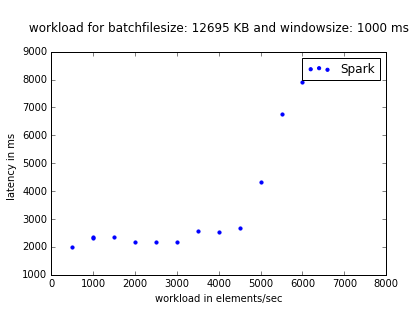 workload for batchfilesize: 12695 KB and windowsize: 1000 ms
9000
8000
7000
6000
5000
4000
3000
2000
1000
latency in ms
Spark
0 1000 2000 3000 4000 5000 6000 7000 8000
workload in elements/sec